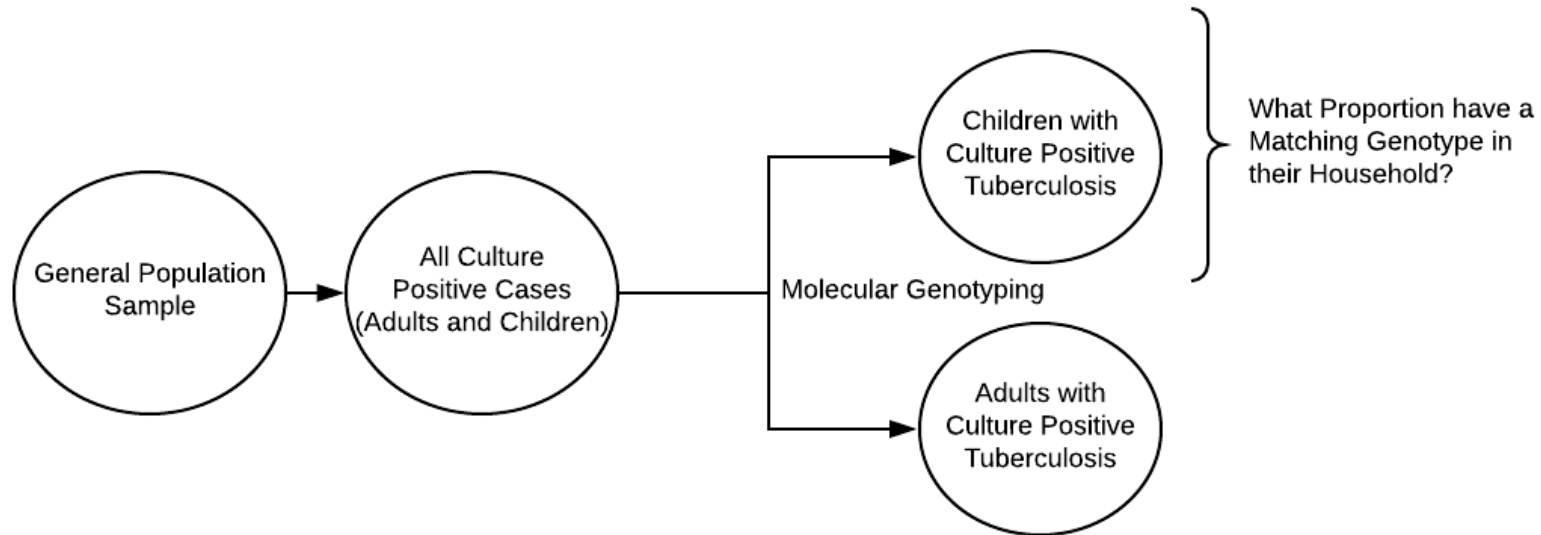 General Population
Sample
All Culture
Positive Cases
(Adults and Children)
Molecular Genotyping
Children with
Culture Positive
Tuberculosis
Adults with
Culture Positive
Tuberculosis
What Proportion have a
Matching Genotype in
their Household?